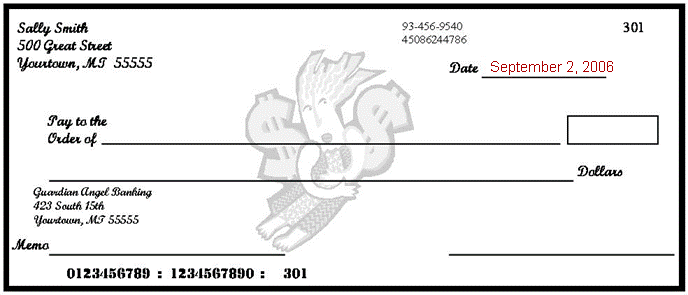 Sally Smith
500 Great Street
Yourtown, MT 55555
93-456-9540
45086244786
301
Date September 2, 2006
$ $
Pay to the
Order of
Dollars
Guardian Angel Banking
423 South 15th
Yourtown, MT 55555
Memo
0123456789 : 1234567890 : 301